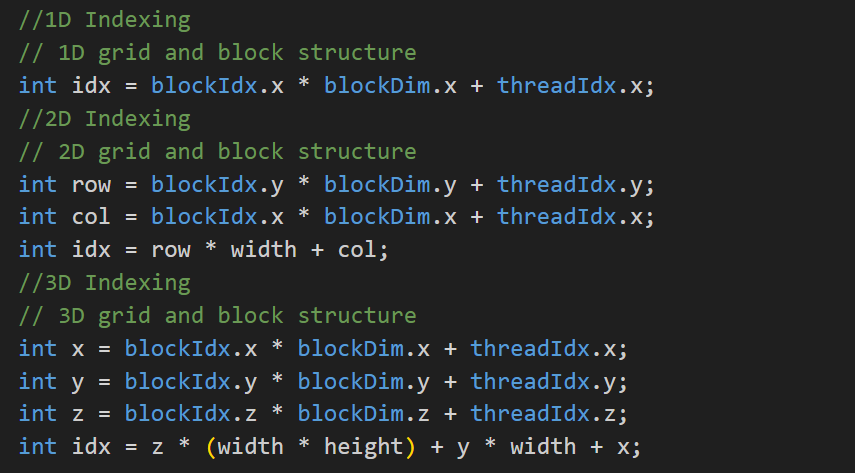 //1D Indexing
// 1D grid and block structure
int idx = blockIdx.x * blockDim.x + threadIdx.x;
//2D Indexing
// 2D grid and block structure
int row = blockIdx.y * blockDim.y + threadIdx.y;
int col = blockIdx.x * blockDim.x + threadIdx.x;
int idx = row * width + col;
//3D Indexing
// 3D grid and block structure
int x = blockIdx.x * blockDim.x + threadIdx.x;
int y = blockIdx.y * blockDim.y + threadIdx.y;
int z = blockIdx.z * blockDim.z + threadIdx.z;
int idx = z * (width * height) + y * width + x;